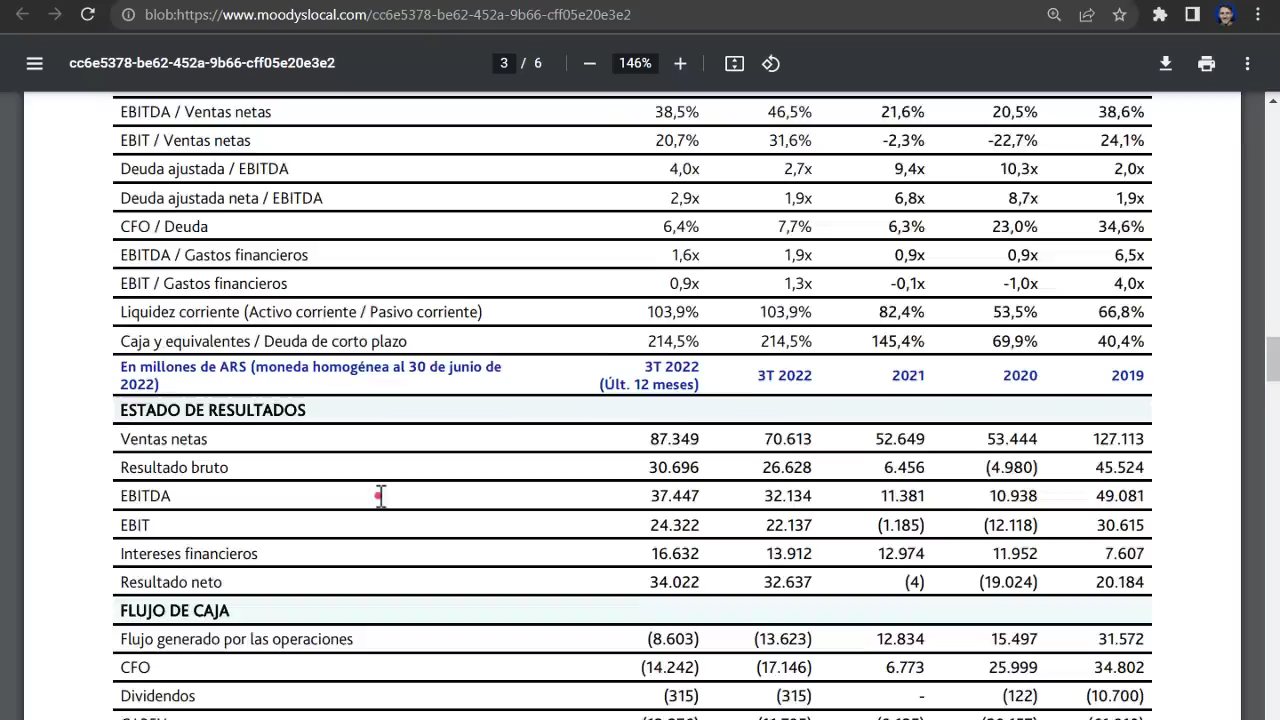 blob:https://www.moodyslocal.com/cc6e5378-be62-452a-9b66-cff05e20e3e2
cc6e5378-be62-452a-9b66-cff05e20e3e2 3 / 6 146%
EBITDA / Ventas netas 38,5% 46,5% 21,6% 20,5% 38,6%
EBIT / Ventas netas 20,7% 31,6% -2,3% -22,7% 24,1%
Deuda ajustada / EBITDA 4,0x 2,7x 9,4x 10,3x 2,0x
Deuda ajustada neta / EBITDA 2,9x 1,9x 6,8x 8,7x 1,9x
CFO / Deuda 6,4% 7,7% 6,3% 23,0% 34,6%
EBITDA / Gastos financieros 1,6x 1,9x 0,9x 0,9x 6,5x
EBIT / Gastos financieros 0,9x 1,3x -0,1x -1,0x 4,0x
Liquidez corriente (Activo corriente / Pasivo corriente) 103,9% 103,9% 82,4% 53,5% 66,8%
Caja y equivalentes / Deuda de corto plazo 214,5% 214,5% 145,4% 69,9% 40,4%
En millones de ARS (moneda homogénea al 30 de junio de 2022) 3T 2022 (Últ. 12 meses) 3T 2022 2021 2020 2019
ESTADO DE RESULTADOS
Ventas netas 87.349 70.613 52.649 53.444 127.113
Resultado bruto 30.696 26.628 6.456 (4.980) 45.524
EBITDA 37.447 32.134 11.381 10.938 49.081
EBIT 24.322 22.137 (1.185) (12.118) 30.615
Intereses financieros 16.632 13.912 12.974 11.952 7.607
Resultado neto 34.022 32.637 (4) (19.024) 20.184
FLUJO DE CAJA
Flujo generado por las operaciones (8.603) (13.623) 12.834 15.497 31.572
CFO (14.242) (17.146) 6.773 25.999 34.802
Dividendos (315) (315) - (122) (10.700)